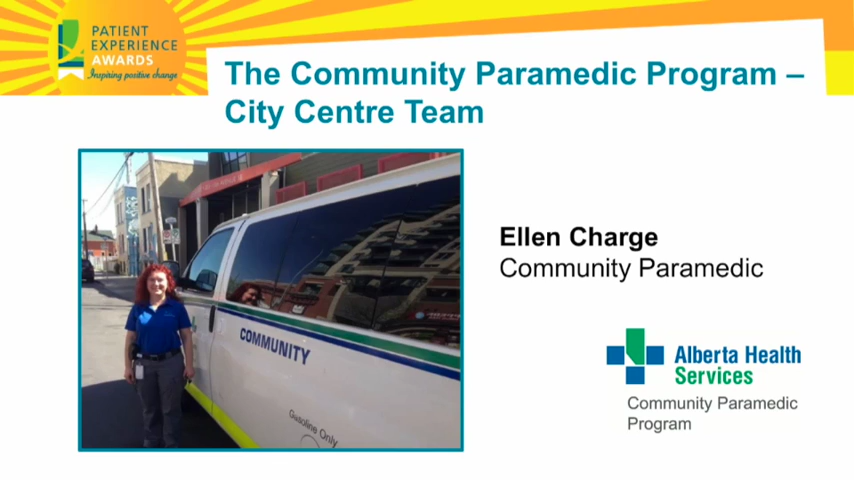 PATIENT
EXPERIENCE
AWARDS
Inspiring positive change
The Community Paramedic Program –
City Centre Team
Ellen Charge
Community Paramedic
COMMUNITY
Gasoline Only
Alberta Health
Services
Community Paramedic
Program